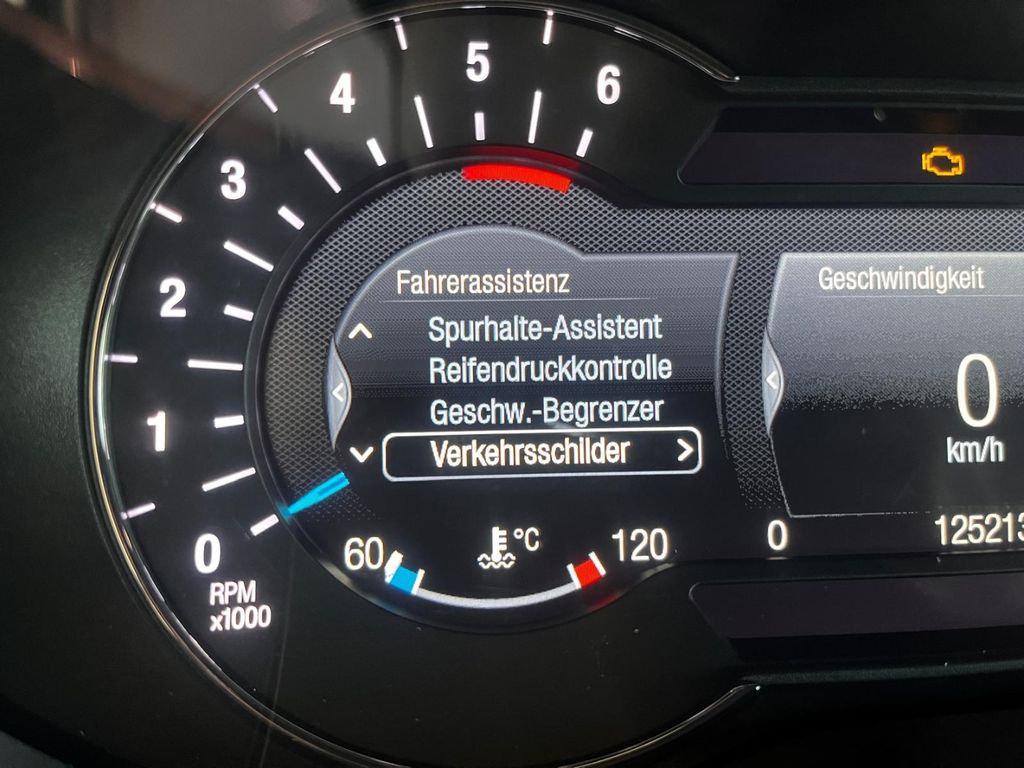 5
6
4
3
2
1
0
RPM
x1000
Fahrerassistenz
Spurhalte-Assistent
Reifendruckkontrolle
Geschw.-Begrenzer
Verkehrsschilder
60
°C
120
Geschwindigkeit
0
km/h
0
125213